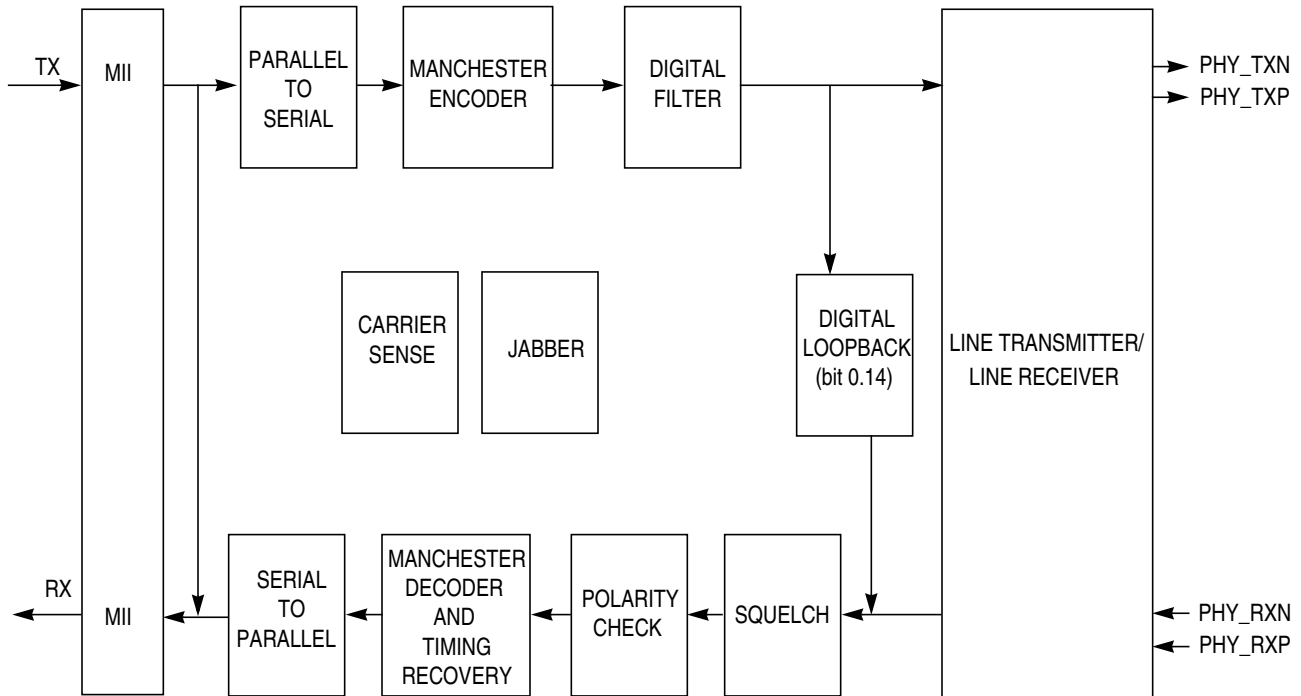 TX
MII
PARALLEL
TO
SERIAL
MANCHESTER
ENCODER
DIGITAL
FILTER
PHY_TXN
PHY_TXP
CARRIER
SENSE
JABBER
DIGITAL
LOOPBACK
(bit 0.14)
LINE TRANSMITTER/
LINE RECEIVER
RX
MII
SERIAL
TO
PARALLEL
MANCHESTER
DECODER
AND
TIMING
RECOVERY
POLARITY
CHECK
SQUELCH
PHY_RXN
PHY_RXP